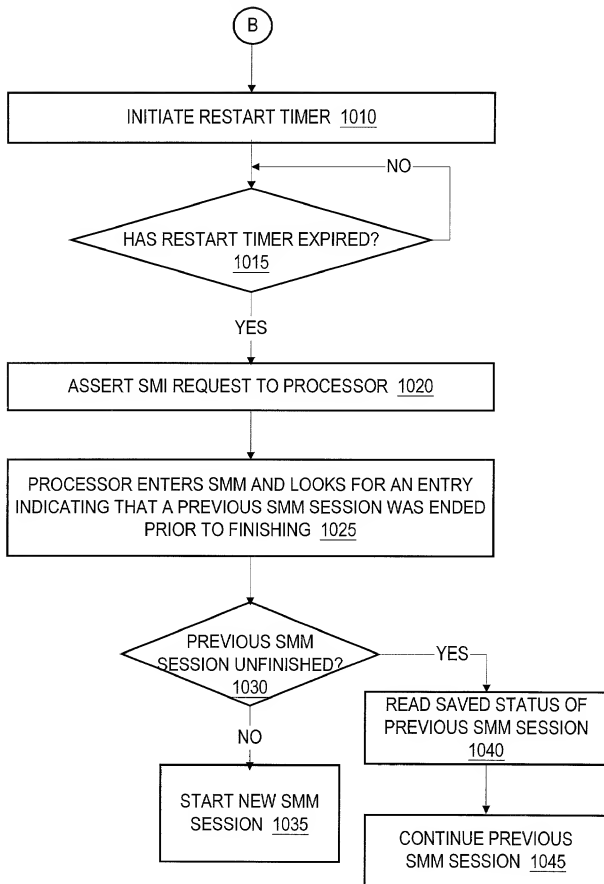 B
INITIATE RESTART TIMER 1010
NO
HAS RESTART TIMER EXPIRED?
1015
YES
ASSERT SMI REQUEST TO PROCESSOR 1020
PROCESSOR ENTERS SMM AND LOOKS FOR AN ENTRY
INDICATING THAT A PREVIOUS SMM SESSION WAS ENDED
PRIOR TO FINISHING 1025
PREVIOUS SMM
SESSION UNFINISHED?
1030
YES
NO
READ SAVED STATUS OF
PREVIOUS SMM SESSION
1040
START NEW SMM
SESSION 1035
CONTINUE PREVIOUS
SMM SESSION 1045